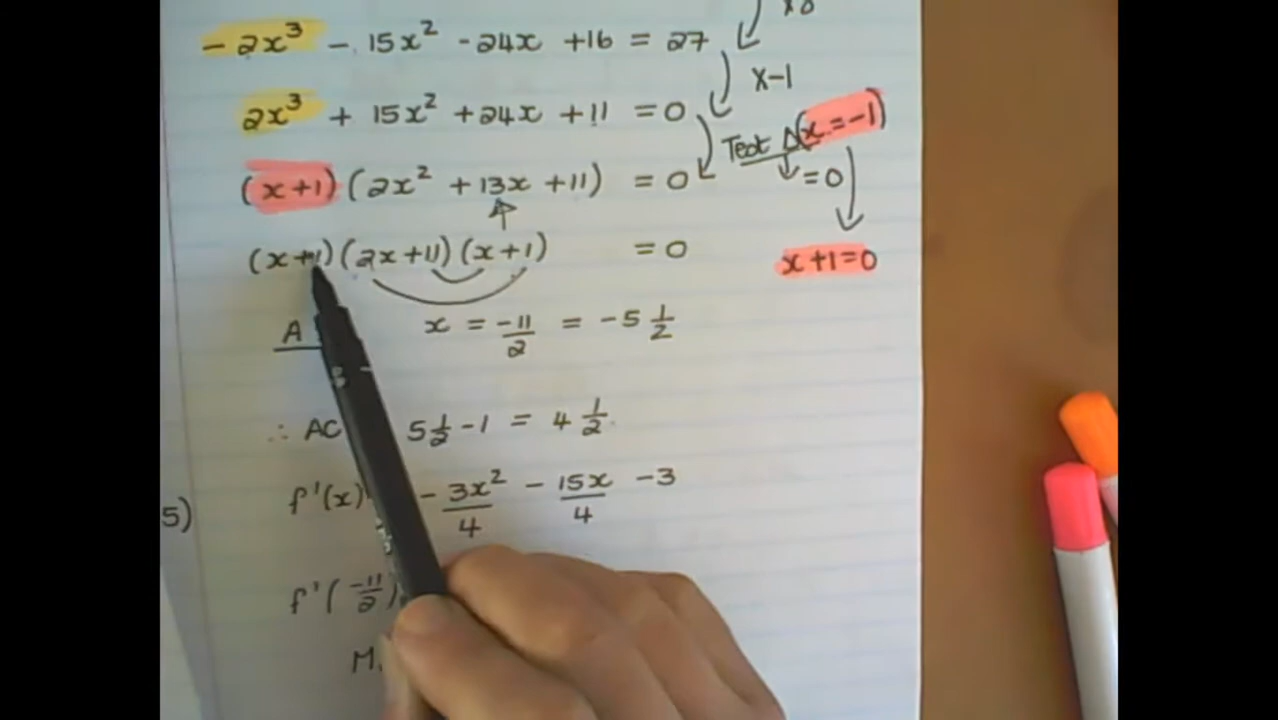 x8
- 2x³ - 15x² - 24x + 16 = 27
x-1
2x³ + 15x² + 24x + 11 = 0
Test (x = -1)
(x+1)(2x² + 13x + 11) = 0
= 0
(x+1)(2x+11)(x+1) = 0
x+1=0
A x = -11/2 = -5 1/2
∴ AC 5 1/2 - 1 = 4 1/2
f'(x) - 3x²/4 - 15x/4 - 3
5)
f'(-11/2)
M